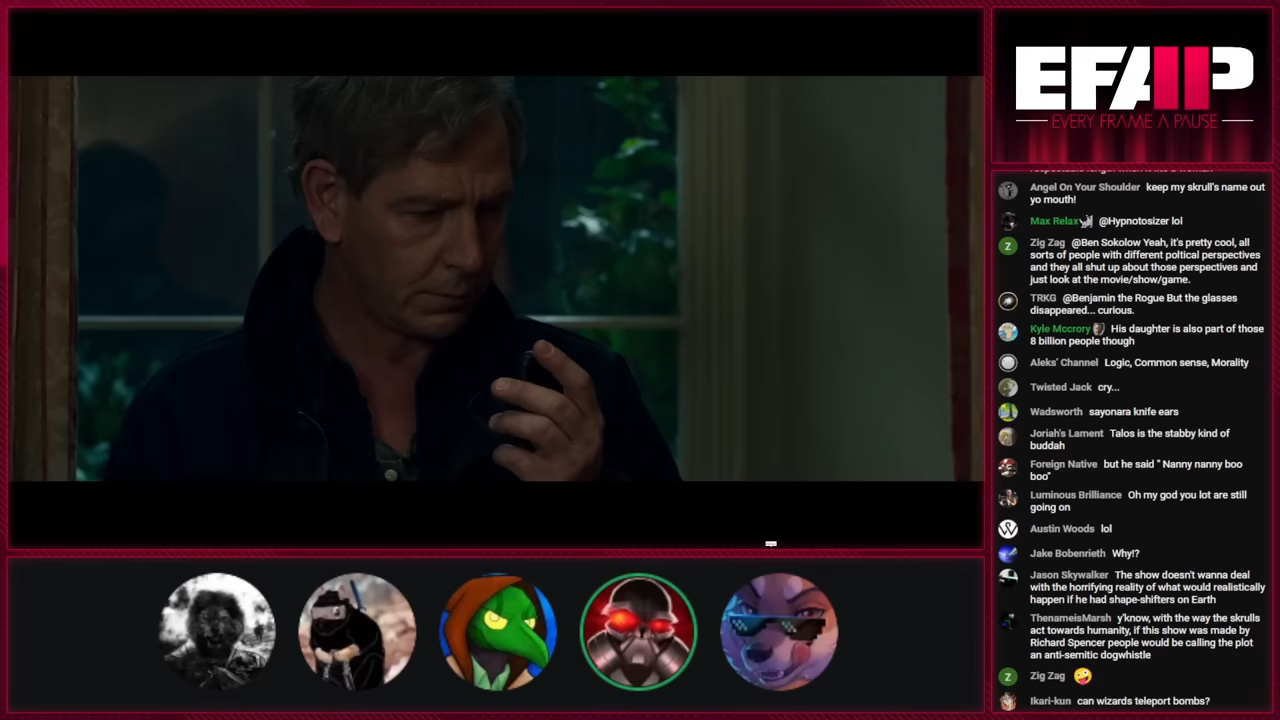 EFAP
EVERY FRAME A PAUSE
Angel On Your Shoulder keep my skrull's name out
yo mouth!
Max Relax @Hypnotosizer lol
Zig Zag @Ben Sokolow Yeah, it's pretty cool, all
sorts of people with different poltical perspectives
and they all shut up about those perspectives and
just look at the movie/show/game.
TRKG @Benjamin the Rogue But the glasses
disappeared... curious.
Kyle Mccrory His daughter is also part of those
8 billion people though
Aleks' Channel Logic, Common sense, Morality
Twisted Jack cry...
Wadsworth sayonara knife ears
Joriah's Lament Talos is the stabby kind of
buddah
Foreign Native but he said " Nanny nanny boo
boo"
Luminous Brilliance Oh my god you lot are still
going on
Austin Woods lol
Jake Bobenrieth Why!?
Jason Skywalker The show doesn't wanna deal
with the horrifying reality of what would realistically
happen if he had shape-shifters on Earth
ThenameisMarsh y'know, with the way the skrulls
act towards humanity, if this show was made by
Richard Spencer people would be calling the plot
an anti-semitic dogwhistle
Z Zig Zag
Ikari-kun can wizards teleport bombs?